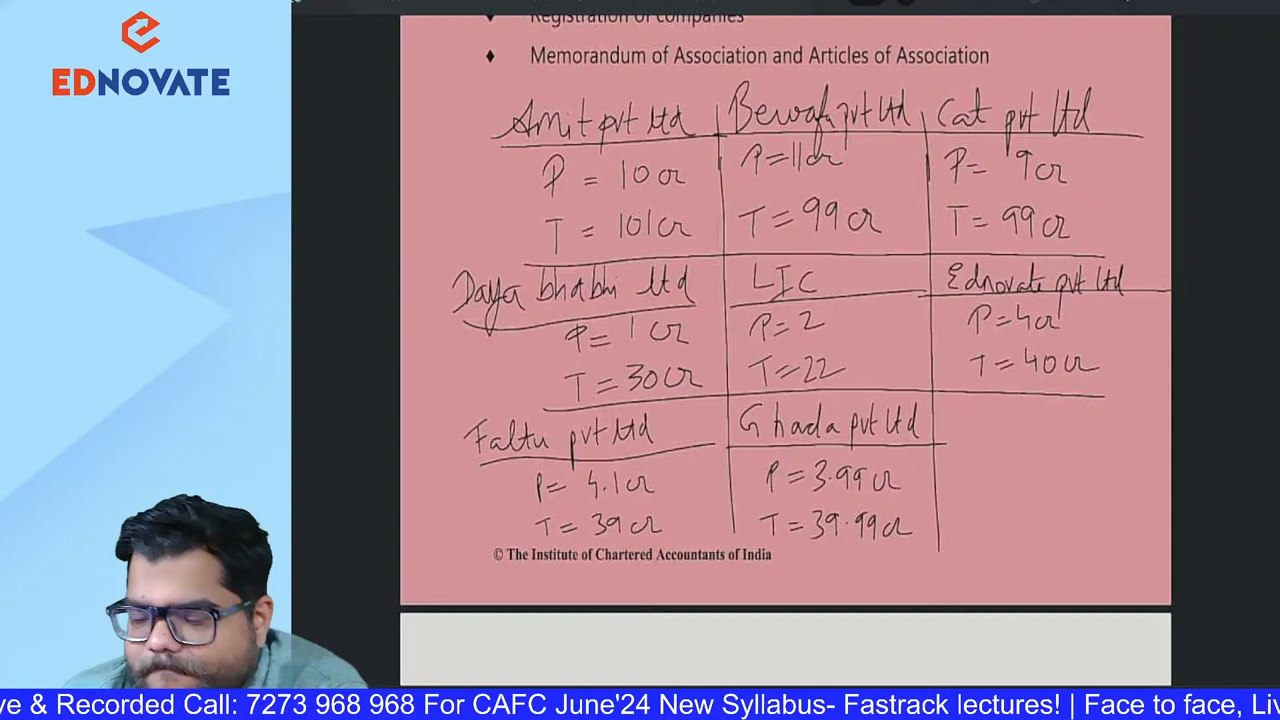 EDNOVATE
Registration of Companies
♦ Memorandum of Association and Articles of Association
Amit pvt ltd
P = 10 cr
T = 101 cr
Bewafa pvt ltd
P = 11 cr
T = 99 cr
Cat pvt ltd
P = 9 cr
T = 99 cr
Daya bhabhi ltd
P = 1 cr
T = 30 cr
LIC
P = 2
T = 22
Ednovate pvt ltd
P = 4 cr
T = 40 cr
Faltu pvt ltd
P = 4.1 cr
T = 39 cr
Ghada pvt ltd
P = 3.99 cr
T = 39.99 cr
© The Institute of Chartered Accountants of India
e & Recorded Call: 7273 968 968 For CAFC June'24 New Syllabus- Fastrack lectures! | Face to face, Liv